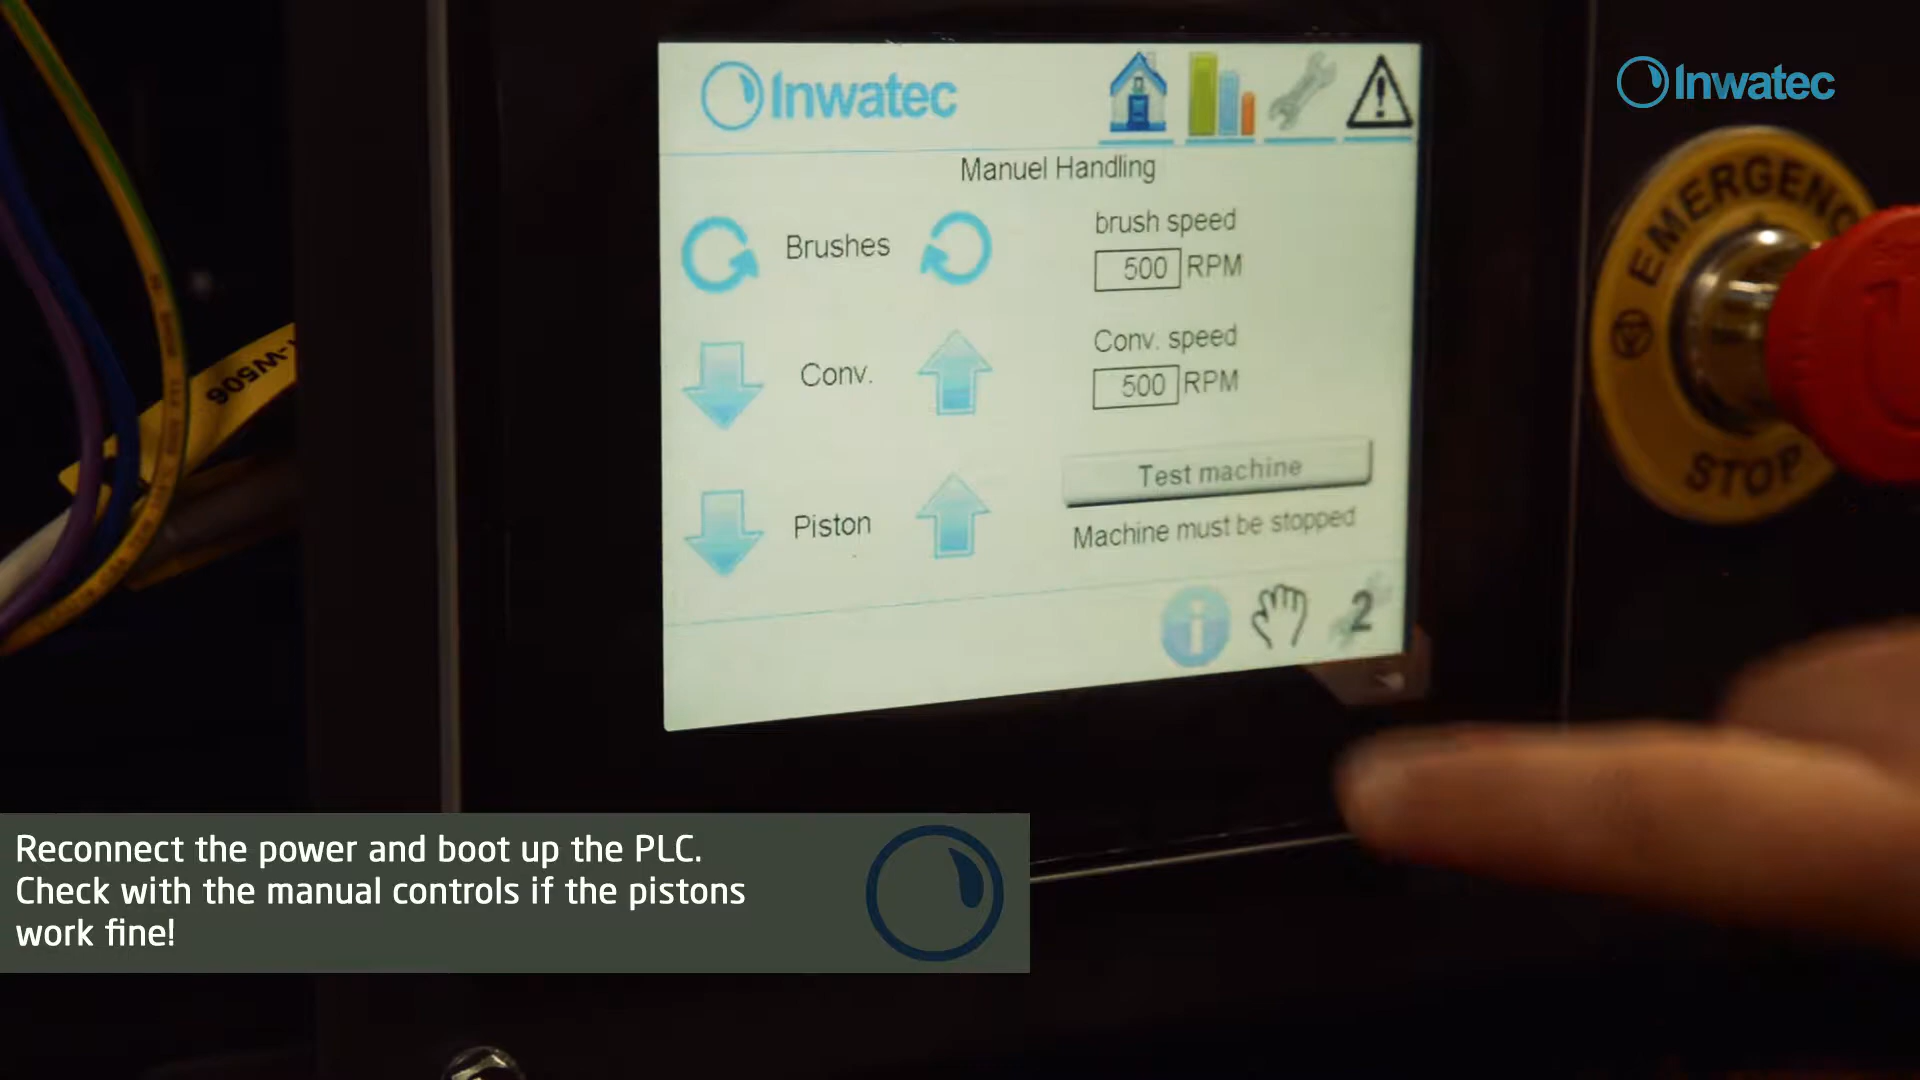 Inwatec
Inwatec
Manuel Handling
Brushes
brush speed
500 RPM
Conv.
Conv. speed
500 RPM
Test machine
Piston
Machine must be stopped
2
EMERGENC
STOP
-W506
Reconnect the power and boot up the PLC.
Check with the manual controls if the pistons
work fine!